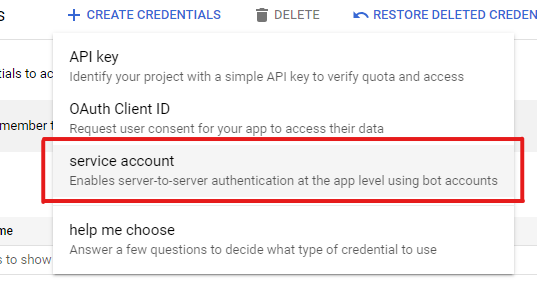 S + CREATE CREDENTIALS DELETE RESTORE DELETED CREDEN
API key
Identify your project with a simple API key to verify quota and access
OAuth Client ID
Request user consent for your app to access their data
service account
Enables server-to-server authentication at the app level using bot accounts
help me choose
Answer a few questions to decide what type of credential to use
ntials to ac
member t
me
s to show